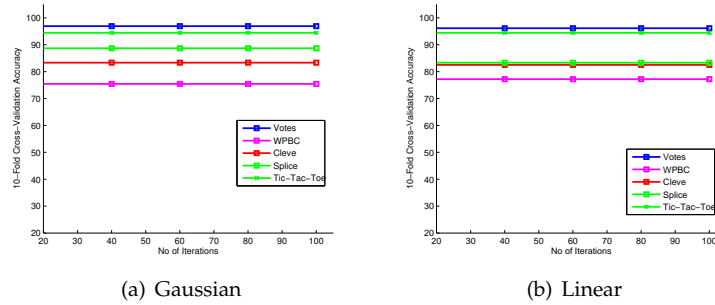 100
90
80
70
60
50
40
30
20
10−Fold Cross−Validation Accuracy
20 30 40 50 60 70 80 90 100
No of Iterations
Votes
WPBC
Cleve
Splice
Tic−Tac−Toe
(a) Gaussian
100
90
80
70
60
50
40
30
20
10−Fold Cross−Validation Accuracy
20 30 40 50 60 70 80 90 100
No of Iterations
Votes
WPBC
Cleve
Splice
Tic−Tac−Toe
(b) Linear